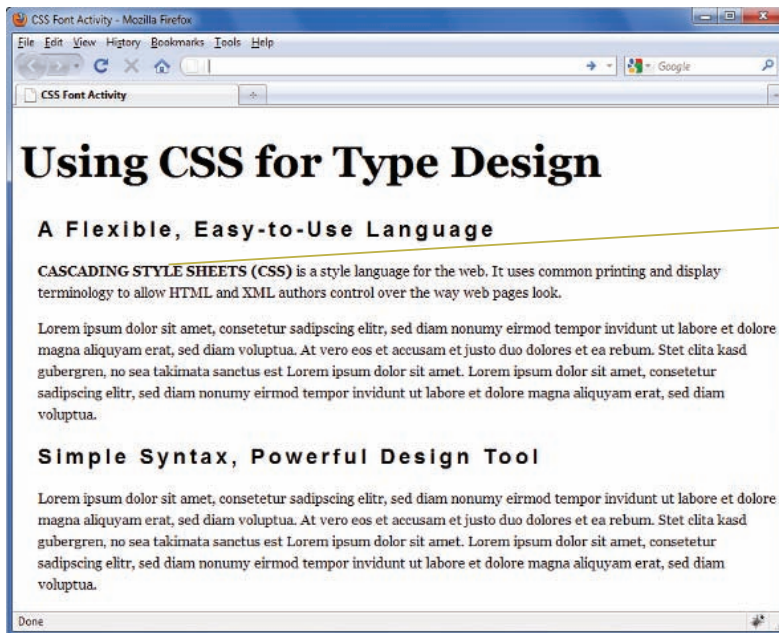 CSS Font Activity - Mozilla Firefox
File Edit View History Bookmarks Tools Help
Google
CSS Font Activity
Using CSS for Type Design
A Flexible, Easy-to-Use Language
CASCADING STYLE SHEETS (CSS) is a style language for the web. It uses common printing and display
terminology to allow HTML and XML authors control over the way web pages look.
Lorem ipsum dolor sit amet, consetetur sadipscing elitr, sed diam nonumy eirmod tempor invidunt ut labore et dolore
magna aliquyam erat, sed diam voluptua. At vero eos et accusam et justo duo dolores et ea rebum. Stet clita kasd
gubergren, no sea takimata sanctus est Lorem ipsum dolor sit amet. Lorem ipsum dolor sit amet, consetetur
sadipscing elitr, sed diam nonumy eirmod tempor invidunt ut labore et dolore magna aliquyam erat, sed diam
voluptua.
Simple Syntax, Powerful Design Tool
Lorem ipsum dolor sit amet, consetetur sadipscing elitr, sed diam nonumy eirmod tempor invidunt ut labore et dolore
magna aliquyam erat, sed diam voluptua. At vero eos et accusam et justo duo dolores et ea rebum. Stet clita kasd
gubergren, no sea takimata sanctus est Lorem ipsum dolor sit amet. Lorem ipsum dolor sit amet, consetetur
sadipscing elitr, sed diam nonumy eirmod tempor invidunt ut labore et dolore magna aliquyam erat, sed diam
voluptua.
Done